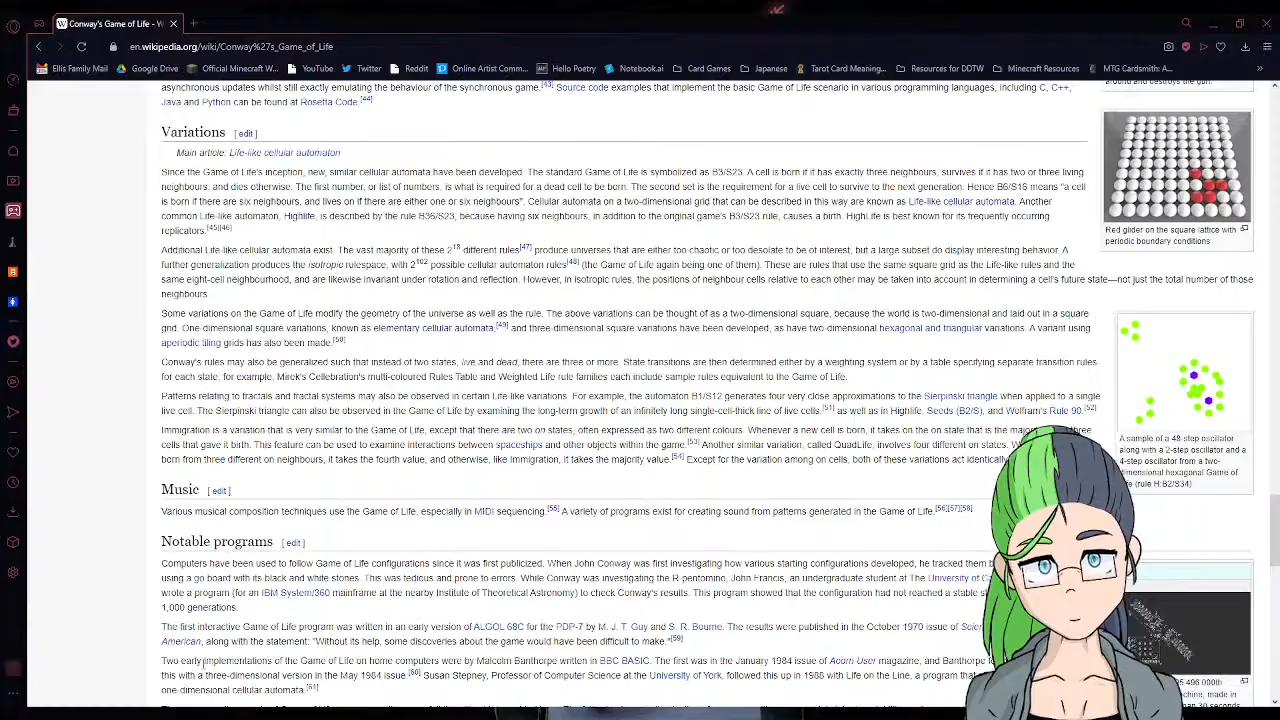 Conway's Game of Life - W
en.wikipedia.org/wiki/Conway%27s_Game_of_Life
Ellis Family Mail
Google Drive
Official Minecraft W...
YouTube
Twitter
Reddit
Online Artist Comm...
Hello Poetry
Notebook.ai
Card Games
Japanese
Tarot Card Meaning...
Resources for DDTW
Minecraft Resources
MTG Cardsmith: A...
asynchronous updates whilst still exactly emulating the behaviour of the synchronous game.[43] Source code examples that implement the basic Game of Life scenario in various programming languages, including C, C++,
Java and Python can be found at Rosetta Code.[44]
Variations [ edit ]
Main article: Life-like cellular automaton
Since the Game of Life's inception, new, similar cellular automata have been developed. The standard Game of Life is symbolized as B3/S23. A cell is born if it has exactly three neighbours, survives if it has two or three living
neighbours, and dies otherwise. The first number, or list of numbers, is what is required for a dead cell to be born. The second set is the requirement for a live cell to survive to the next generation. Hence B6/S16 means "a cell
is born if there are six neighbours, and lives on if there are either one or six neighbours". Cellular automata on a two-dimensional grid that can be described in this way are known as Life-like cellular automata. Another
common Life-like automaton, Highlife, is described by the rule B36/S23, because having six neighbours, in addition to the original game's B3/S23 rule, causes a birth. HighLife is best known for its frequently occurring
replicators.[45][46]
Additional Life-like cellular automata exist. The vast majority of these 2^18 different rules[47] produce universes that are either too chaotic or too desolate to be of interest, but a large subset do display interesting behavior. A
further generalization produces the isotropic rulespace, with 2^102 possible cellular automaton rules[48] (the Game of Life again being one of them). These are rules that use the same square grid as the Life-like rules and the
same eight-cell neighbourhood, and are likewise invariant under rotation and reflection. However, in isotropic rules, the positions of neighbour cells relative to each other may be taken into account in determining a cell's future state—not just the total number of those
neighbours
Some variations on the Game of Life modify the geometry of the universe as well as the rule. The above variations can be thought of as a two-dimensional square, because the world is two-dimensional and laid out in a square
grid. One-dimensional square variations, known as elementary cellular automata,[49] and three-dimensional square variations have been developed, as have two-dimensional hexagonal and triangular variations. A variant using
aperiodic tiling grids has also been made.[50]
Conway's rules may also be generalized such that instead of two states, live and dead, there are three or more. State transitions are then determined either by a weighting system or by a table specifying separate transition rules
for each state; for example, Mirek's Cellebration's multi-coloured Rules Table and Weighted Life rule families each include sample rules equivalent to the Game of Life.
Patterns relating to fractals and fractal systems may also be observed in certain Life-like variations. For example, the automaton B1/S12 generates four very close approximations to the Sierpinski triangle when applied to a single
live cell. The Sierpinski triangle can also be observed in the Game of Life by examining the long-term growth of an infinitely long single-cell-thick line of live cells,[51] as well as in Highlife, Seeds (B2/S), and Wolfram's Rule 90.[52]
Immigration is a variation that is very similar to the Game of Life, except that there are two on states, often expressed as two different colours. Whenever a new cell is born, it takes on the on state that is the three
cells that gave it birth. This feature can be used to examine interactions between spaceships and other objects within the game.[53] Another similar variation, called QuadLife, involves four different on states.
born from three different on neighbours, it takes the fourth value, and otherwise, like Immigration, it takes the majority value.[54] Except for the variation among on cells, both of these variations act
Music [ edit ]
Various musical composition techniques use the Game of Life, especially in MIDI sequencing.[55] A variety of programs exist for creating sound from patterns generated in the Game of Life.[56][57][58]
Notable programs [ edit ]
Computers have been used to follow Game of Life configurations since it was first publicized. When John Conway was first investigating how various starting configurations developed, he tracked them
using a go board with its black and white stones. This was tedious and prone to errors. While Conway was investigating the R-pentomino, John Francis, an undergraduate student at The University of
wrote a program (for an IBM System/360 mainframe at the nearby Institute of Theoretical Astronomy) to check Conway's results. This program showed that the configuration had not reached a stable
1,000 generations.
The first interactive Game of Life program was written in an early version of ALGOL 68C for the PDP-7 by M. J. T. Guy and S. R. Bourne. The results were published in the October 1970 issue of
American, along with the statement: "Without its help, some discoveries about the game would have been difficult to make."[59]
Two early implementations of the Game of Life on home computers were by Malcolm Banthorpe written in BBC BASIC. The first was in the January 1984 issue of Acorn User magazine, and Banthorpe
this with a three-dimensional version in the May 1984 issue.[60] Susan Stepney, Professor of Computer Science at the University of York, followed this up in 1988 with Life on the Line, a program that
one-dimensional cellular automata.[61]
Red glider on the square lattice with
periodic boundary conditions
A sample of a 48-step oscillator
along with a 2-step oscillator and a
4-step oscillator from a two-
dimensional hexagonal Game of
(rule H:B2/S34)
made in
30 seconds